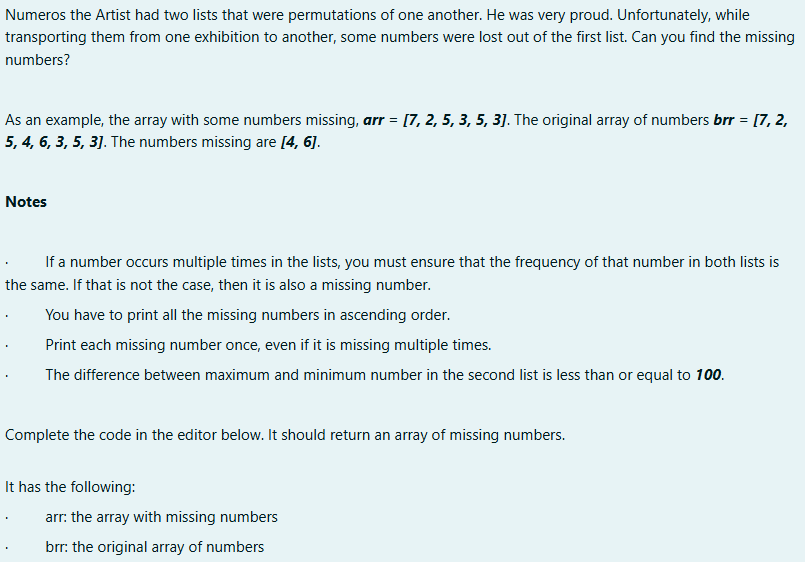 Numeros the Artist had two lists that were permutations of one another. He was very proud. Unfortunately, while
transporting them from one exhibition to another, some numbers were lost out of the first list. Can you find the missing
numbers?
As an example, the array with some numbers missing, arr = [7, 2, 5, 3, 5, 3]. The original array of numbers brr = [7, 2,
5, 4, 6, 3, 5, 3]. The numbers missing are [4, 6].
Notes
· If a number occurs multiple times in the lists, you must ensure that the frequency of that number in both lists is
the same. If that is not the case, then it is also a missing number.
· You have to print all the missing numbers in ascending order.
· Print each missing number once, even if it is missing multiple times.
· The difference between maximum and minimum number in the second list is less than or equal to 100.
Complete the code in the editor below. It should return an array of missing numbers.
It has the following:
· arr: the array with missing numbers
· brr: the original array of numbers